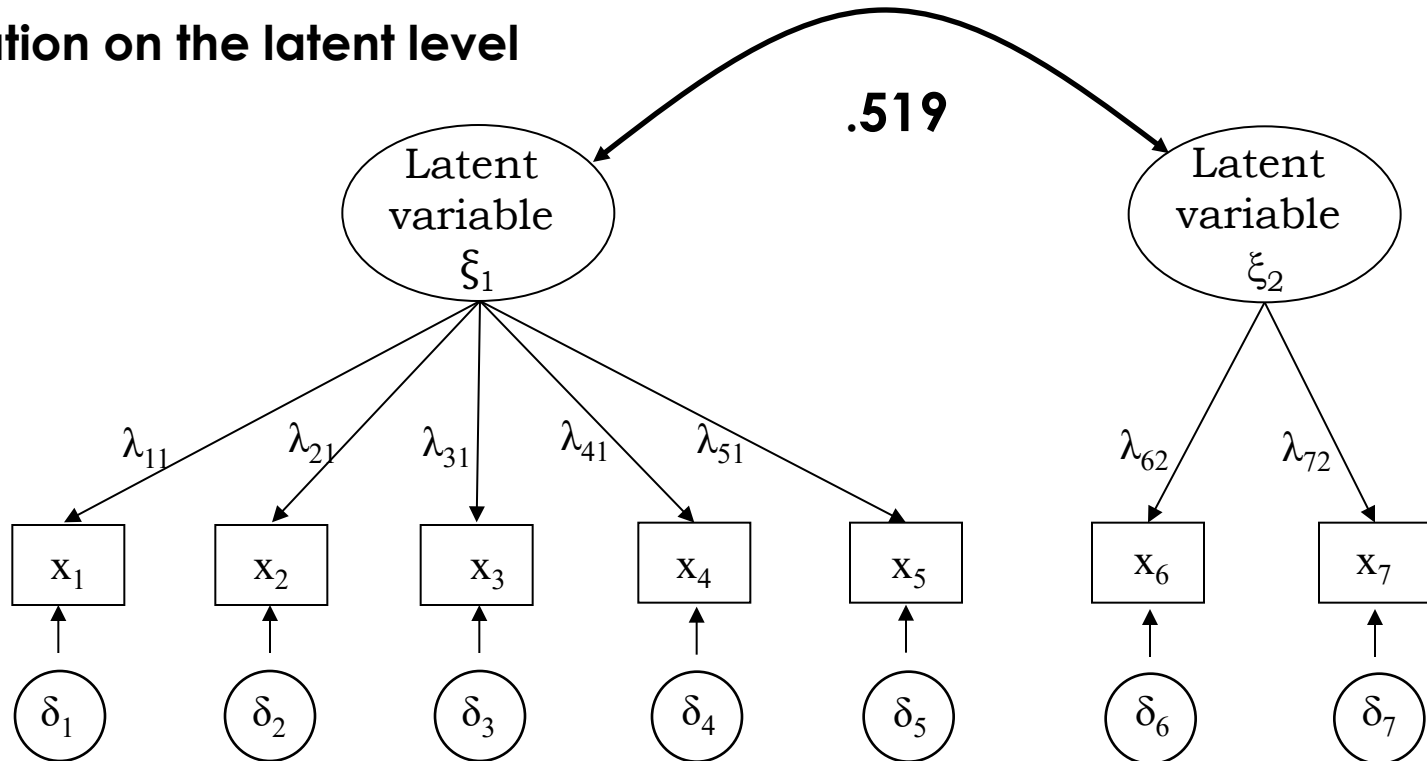 ation on the latent level
.519
Latent
variable
ξ₁
Latent
variable
ξ₂
λ₁₁
λ₂₁
λ₃₁
λ₄₁
λ₅₁
λ₆₂
λ₇₂
x₁
x₂
x₃
x₄
x₅
x₆
x₇
δ₁
δ₂
δ₃
δ₄
δ₅
δ₆
δ₇